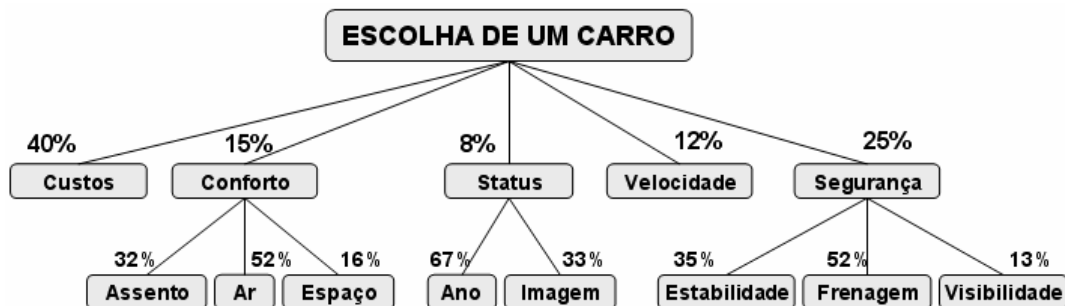 ESCOLHA DE UM CARRO
40% 15% 8% 12% 25%
Custos Conforto Status Velocidade Segurança
32% 52% 16% 67% 33% 35% 52% 13%
Assento Ar Espaço Ano Imagem Estabilidade Frenagem Visibilidade